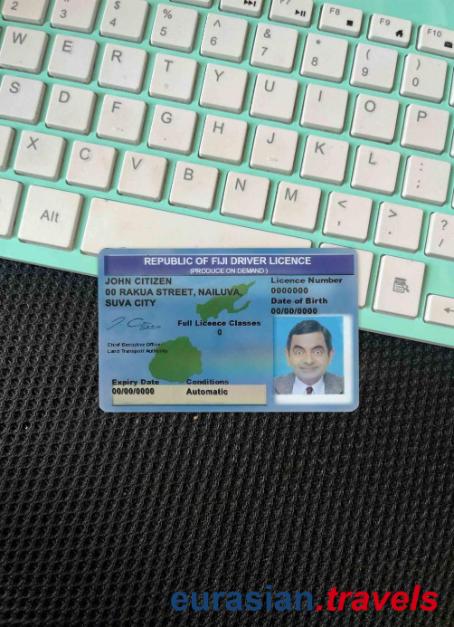 2
3
$
4
%
5
^
6
&
7
*
8
(
9
)
0
F8
F9
F10
W
E
R
T
Y
U
I
O
P
S
D
F
G
H
J
K
L
:
;
X
C
V
B
N
M
<
,
>
.
?
/
Alt
REPUBLIC OF FIJI DRIVER LICENCE
(PRODUCE ON DEMAND )
JOHN CITIZEN
00 RAKUA STREET, NAILUVA,
SUVA CITY
Licence Number
0000000
Date of Birth
00/00/0000
Full Licence Classes
0
Chief Executive Officer
Land Transport Authority
Expiry Date
00/00/0000
Conditions
Automatic
eurasian.travels